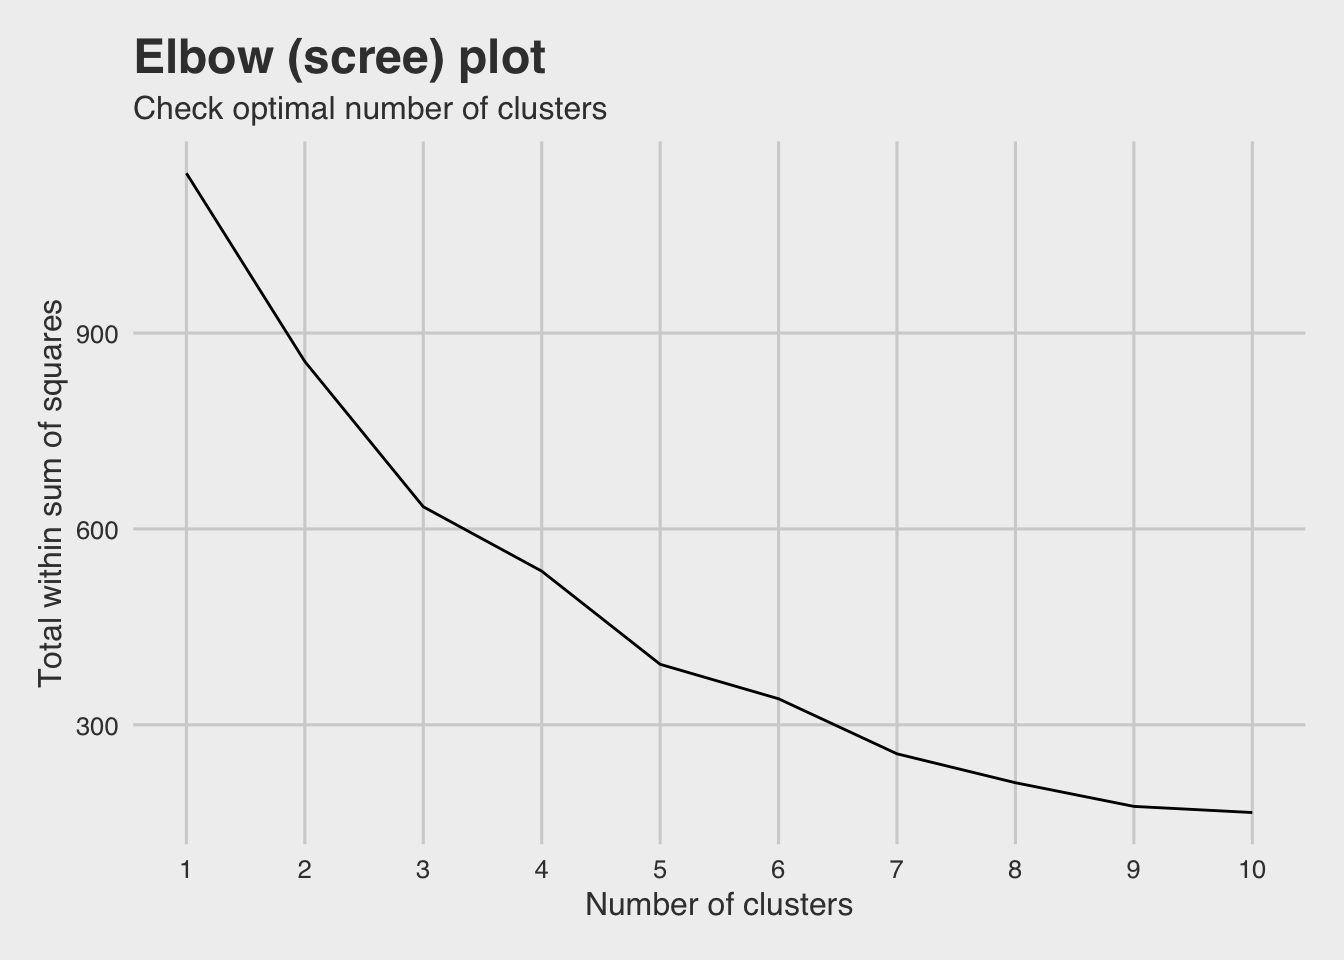 Elbow (scree) plot
Check optimal number of clusters
Total within sum of squares
900
600
300
1 2 3 4 5 6 7 8 9 10
Number of clusters